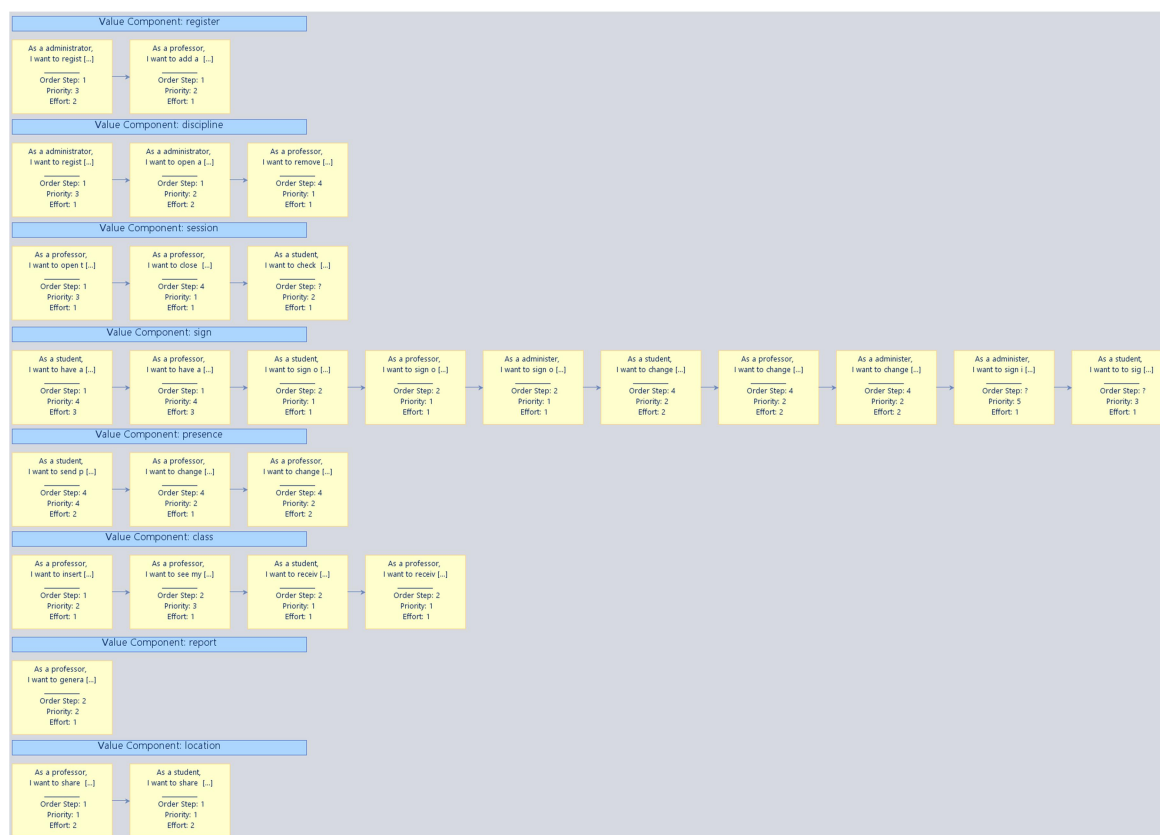 Value Component: register
As a administrator,
I want to regist [...]
Order Step: 1
Priority: 3
Effort: 2
As a professor,
I want to add a  [...]
Order Step: 1
Priority: 2
Effort: 1
Value Component: discipline
As a administrator,
I want to regist [...]
Order Step: 1
Priority: 3
Effort: 1
As a administrator,
I want to open a [...]
Order Step: 1
Priority: 2
Effort: 2
As a professor,
I want to remove [...]
Order Step: 4
Priority: 1
Effort: 1
Value Component: session
As a professor,
I want to open t [...]
Order Step: 1
Priority: 3
Effort: 1
As a professor,
I want to close  [...]
Order Step: 4
Priority: 1
Effort: 1
As a student,
I want to check  [...]
Order Step: ?
Priority: 2
Effort: 1
Value Component: sign
As a student,
I want to have a [...]
Order Step: 1
Priority: 4
Effort: 3
As a professor,
I want to have a [...]
Order Step: 1
Priority: 4
Effort: 3
As a student,
I want to sign o [...]
Order Step: 2
Priority: 1
Effort: 1
As a professor,
I want to sign o [...]
Order Step: 2
Priority: 1
Effort: 1
As a administer,
I want to sign o [...]
Order Step: 2
Priority: 1
Effort: 1
As a student,
I want to change [...]
Order Step: 4
Priority: 2
Effort: 2
As a professor,
I want to change [...]
Order Step: 4
Priority: 2
Effort: 2
As a administer,
I want to change [...]
Order Step: 4
Priority: 2
Effort: 2
As a administer,
I want to sign i [...]
Order Step: ?
Priority: 5
Effort: 1
As a student,
I want to to sig [...]
Order Step: ?
Priority: 3
Effort: 1
Value Component: presence
As a student,
I want to send p [...]
Order Step: 4
Priority: 4
Effort: 2
As a professor,
I want to change [...]
Order Step: 4
Priority: 2
Effort: 1
As a professor,
I want to change [...]
Order Step: 4
Priority: 2
Effort: 2
Value Component: class
As a professor,
I want to insert [...]
Order Step: 1
Priority: 2
Effort: 1
As a professor,
I want to see my [...]
Order Step: 2
Priority: 3
Effort: 1
As a student,
I want to receiv [...]
Order Step: 2
Priority: 1
Effort: 1
As a professor,
I want to receiv [...]
Order Step: 2
Priority: 1
Effort: 1
Value Component: report
As a professor,
I want to genera [...]
Order Step: 2
Priority: 2
Effort: 1
Value Component: location
As a professor,
I want to share  [...]
Order Step: 1
Priority: 1
Effort: 2
As a student,
I want to share  [...]
Order Step: 1
Priority: 1
Effort: 2